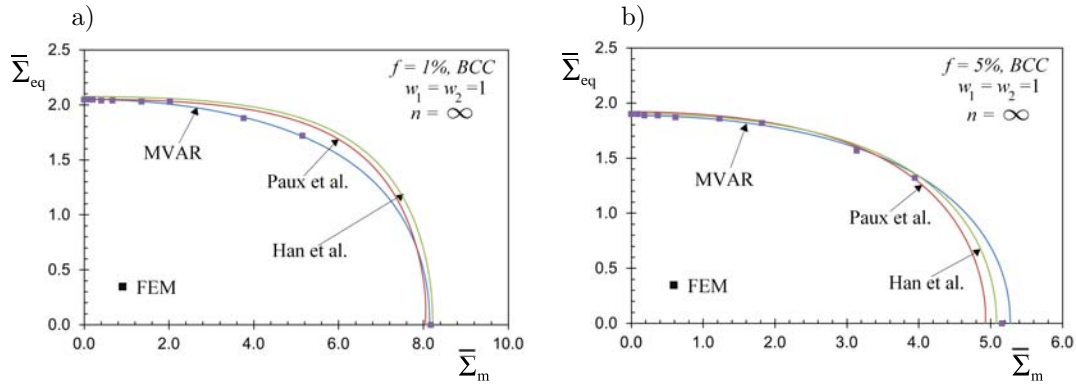 a)
2.5
2.0
1.5
1.0
0.5
0.0
Σ̅eq
f = 1%, BCC
w1 = w2 =1
n = ∞
MVAR
Paux et al.
Han et al.
FEM
0.0 2.0 4.0 6.0 8.0 10.0
Σ̅m
b)
2.5
2.0
1.5
1.0
0.5
0.0
Σ̅eq
f = 5%, BCC
w1 = w2 =1
n = ∞
MVAR
Paux et al.
Han et al.
FEM
0.0 1.0 2.0 3.0 4.0 5.0 6.0
Σ̅m